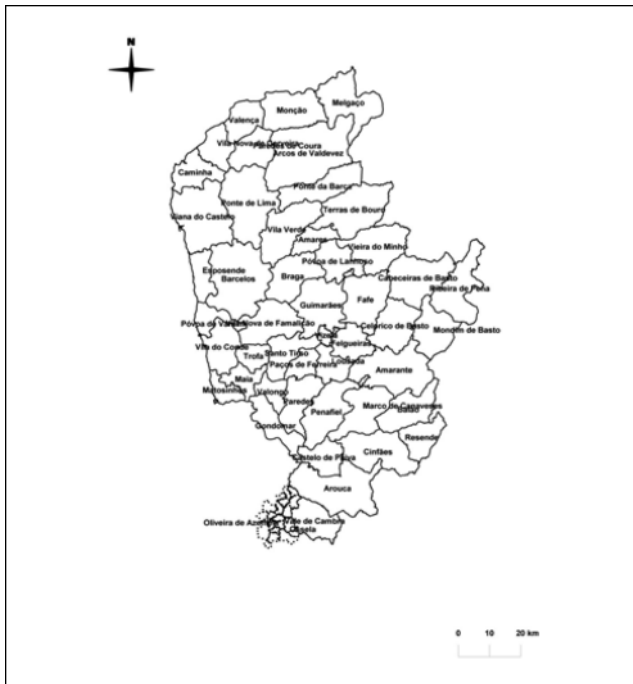 N
Melgaço
Monção
Valença
Vila Nova de Cerveira
Paredes de Coura
Arcos de Valdevez
Caminha
Ponte da Barca
Ponte de Lima
Terras de Bouro
Viana do Castelo
Vila Verde
Amares
Vieira do Minho
Póvoa de Lanhoso
Esposende
Barcelos
Braga
Cabeceiras de Basto
Ribeira de Pena
Guimarães
Fafe
Póvoa de Varzim
Vila Nova de Famalicão
Celorico de Basto
Mondim de Basto
Vizela
Felgueiras
Vila do Conde
Trofa
Santo Tirso
Paços de Ferreira
Lousada
Amarante
Maia
Matosinhos
Valongo
Paredes
Penafiel
Marco de Canaveses
Baião
Gondomar
Resende
Castelo de Paiva
Cinfães
Arouca
Oliveira de Azeméis
Vale de Cambra
0 10 20 km